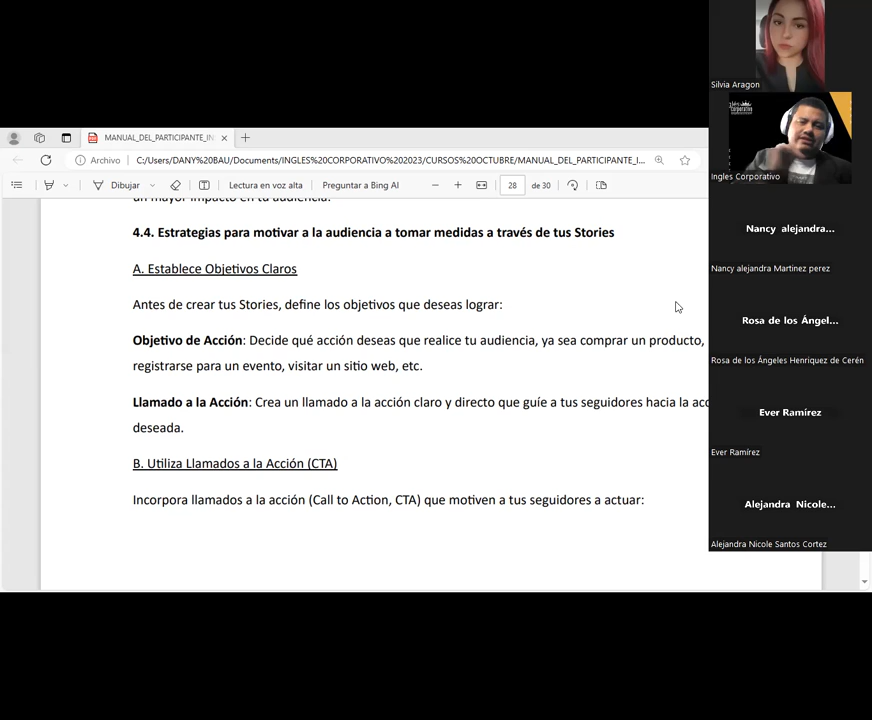 Silvia Aragon
MANUAL_DEL_PARTICIPANTE_IN
Archivo
C:/Users/DANY%20BAU/Documents/INGLES%20CORPORATIVO%202023/CURSOS%20OCTUBRE/MANUAL_DEL_PARTICIPANTE_I...
Dibujar
Lectura en voz alta
Preguntar a Bing AI
28
de 30
Ingles Corporativo
un mayor impacto en tu audiencia.
4.4. Estrategias para motivar a la audiencia a tomar medidas a través de tus Stories
A. Establece Objetivos Claros
Antes de crear tus Stories, define los objetivos que deseas lograr:
Objetivo de Acción: Decide qué acción deseas que realice tu audiencia, ya sea comprar un producto,
registrarse para un evento, visitar un sitio web, etc.
Llamado a la Acción: Crea un llamado a la acción claro y directo que guíe a tus seguidores hacia la acc
deseada.
B. Utiliza Llamados a la Acción (CTA)
Incorpora llamados a la acción (Call to Action, CTA) que motiven a tus seguidores a actuar:
Nancy alejandra...
Nancy alejandra Martinez perez
Rosa de los Ángel...
Rosa de los Ángeles Henriquez de Cerén
Ever Ramírez
Ever Ramírez
Alejandra Nicole...
Alejandra Nicole Santos Cortez